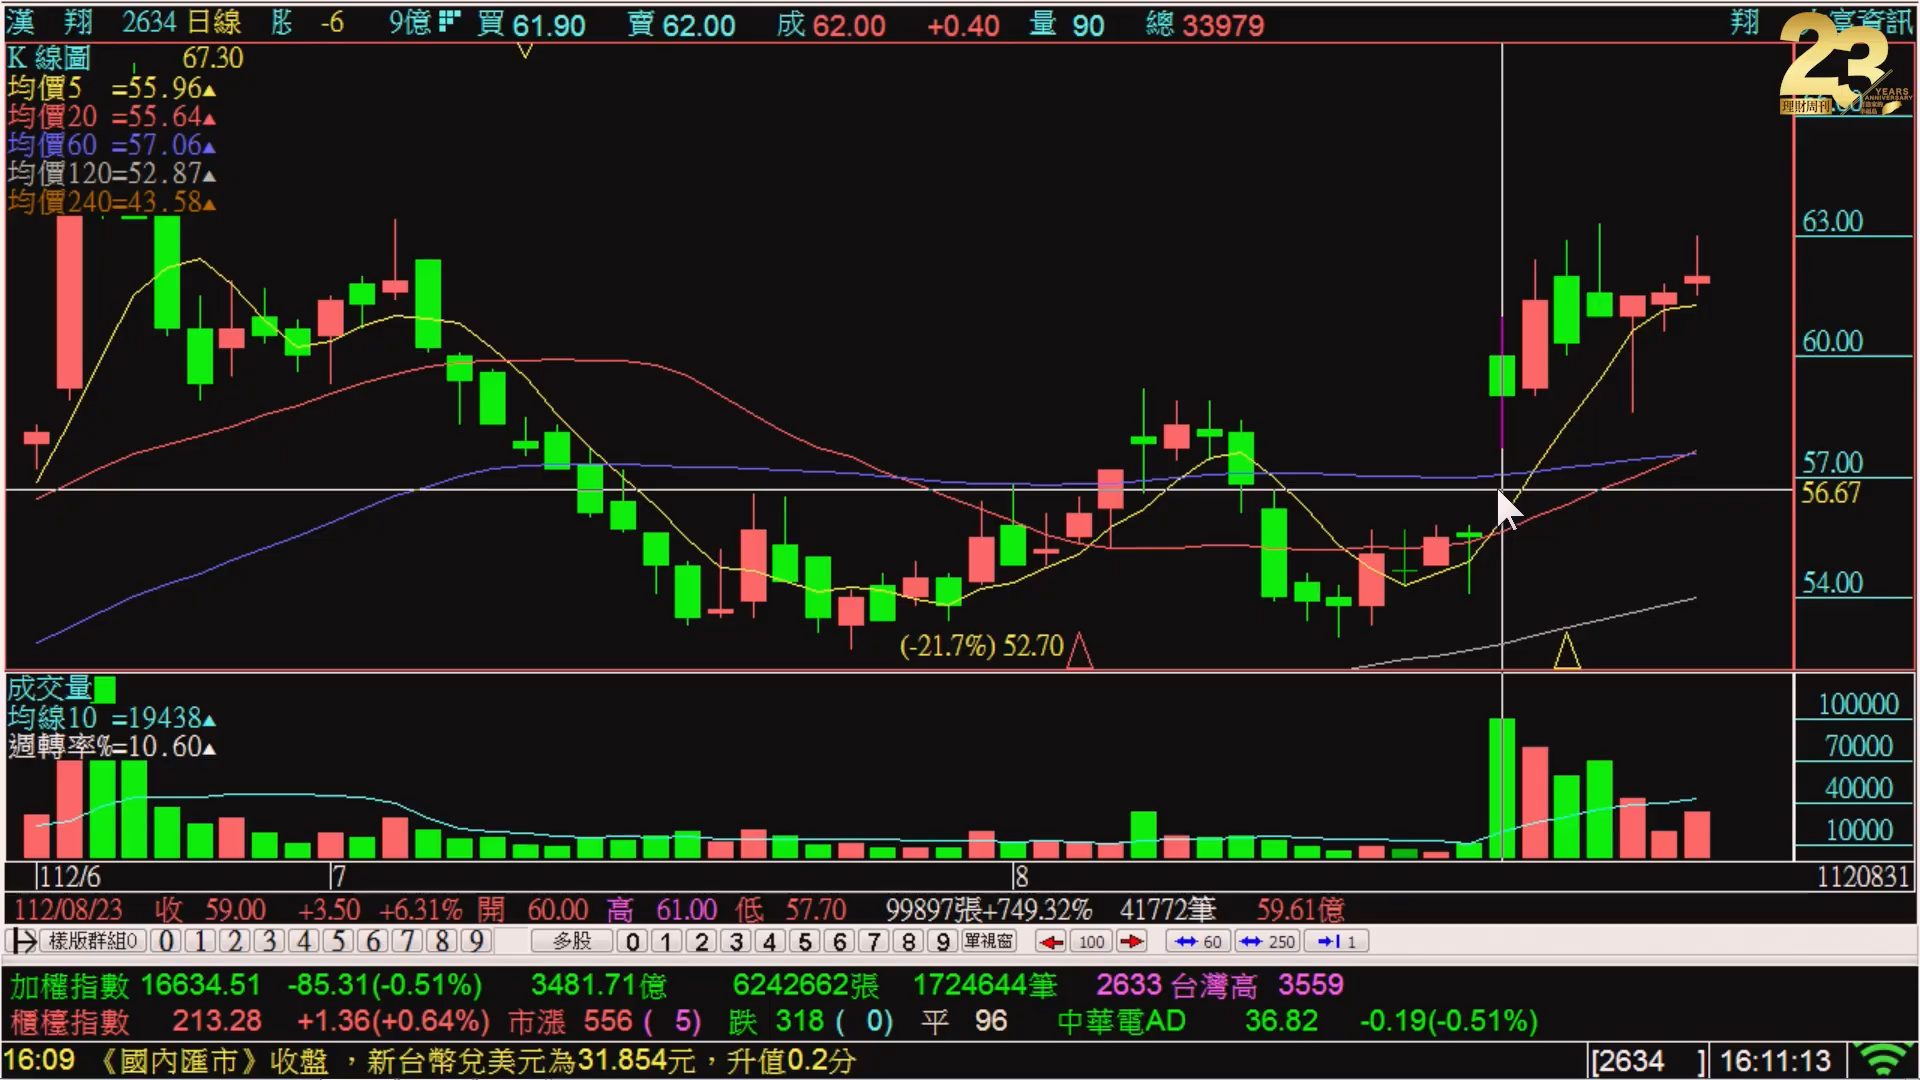 漢 翔 2634 日線 -6 9億 買 61.90 賣 62.00 成 62.00 +0.40 量 90 總 33979 翔 富資訊
K 線圖 67.30
均價5 =55.96▲
均價20 =55.64▲
均價60 =57.06▲
均價120=52.87▲
均價240=43.58▲
23
YEARS
ANNIVERSARY
理財周刊
63.00
60.00
57.00
56.67
54.00
(-21.7%) 52.70
成交量
均線10 =19438▲
週轉率%=10.60▲
100000
70000
40000
10000
112/6 7 8 1120831
112/08/23 收 59.00 +3.50 +6.31% 開 60.00 高 61.00 低 57.70 99897張+749.32% 41772筆 59.61億
樣版群組0 0 1 2 3 4 5 6 7 8 9 多股 0 1 2 3 4 5 6 7 8 9 單視窗 100 60 250 1
加權指數 16634.51 -85.31(-0.51%) 3481.71億 6242662張 1724644筆 2633 台灣高 3559
櫃檯指數 213.28 +1.36(+0.64%) 市漲 556 ( 5) 跌 318 ( 0) 平 96 中華電AD 36.82 -0.19(-0.51%)
16:09 《國內匯市》收盤，新台幣兌美元為31.854元，升值0.2分 [2634 ] 16:11:13